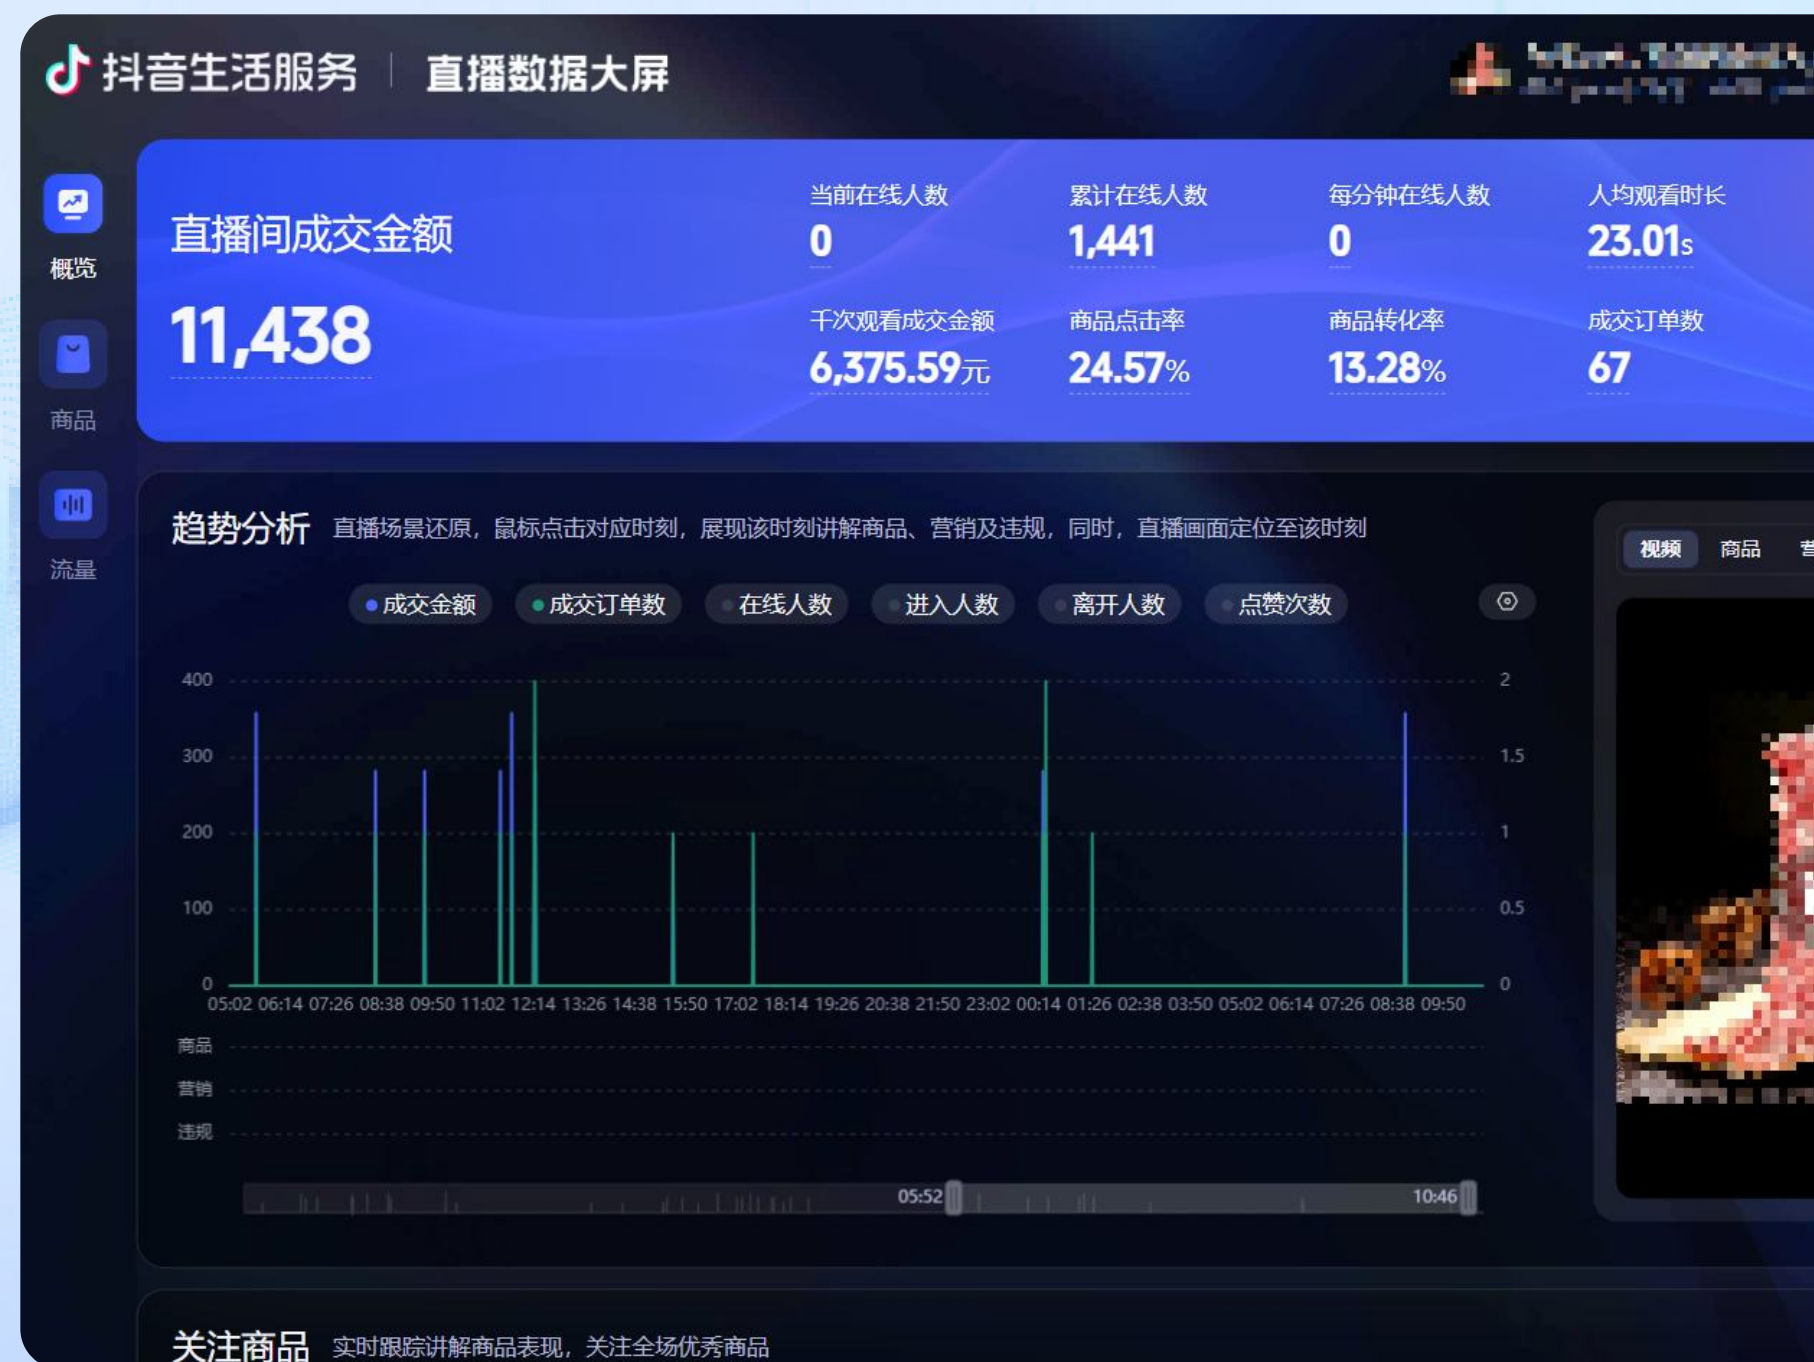 抖音生活服务 | 直播数据大屏
概览
商品
流量
直播间成交金额
11,438
当前在线人数
0
累计在线人数
1,441
每分钟在线人数
0
人均观看时长
23.01s
千次观看成交金额
6,375.59元
商品点击率
24.57%
商品转化率
13.28%
成交订单数
67
趋势分析 直播场景还原，鼠标点击对应时刻，展现该时刻讲解商品、营销及违规，同时，直播画面定位至该时刻
成交金额 成交订单数 在线人数 进入人数 离开人数 点赞次数
400 2
300 1.5
200 1
100 0.5
0 0
05:02 06:14 07:26 08:38 09:50 11:02 12:14 13:26 14:38 15:50 17:02 18:14 19:26 20:38 21:50 23:02 00:14 01:26 02:38 03:50 05:02 06:14 07:26 08:38 09:50
商品
营销
违规
05:52 10:46
视频 商品
关注商品 实时跟踪讲解商品表现，关注全场优秀商品